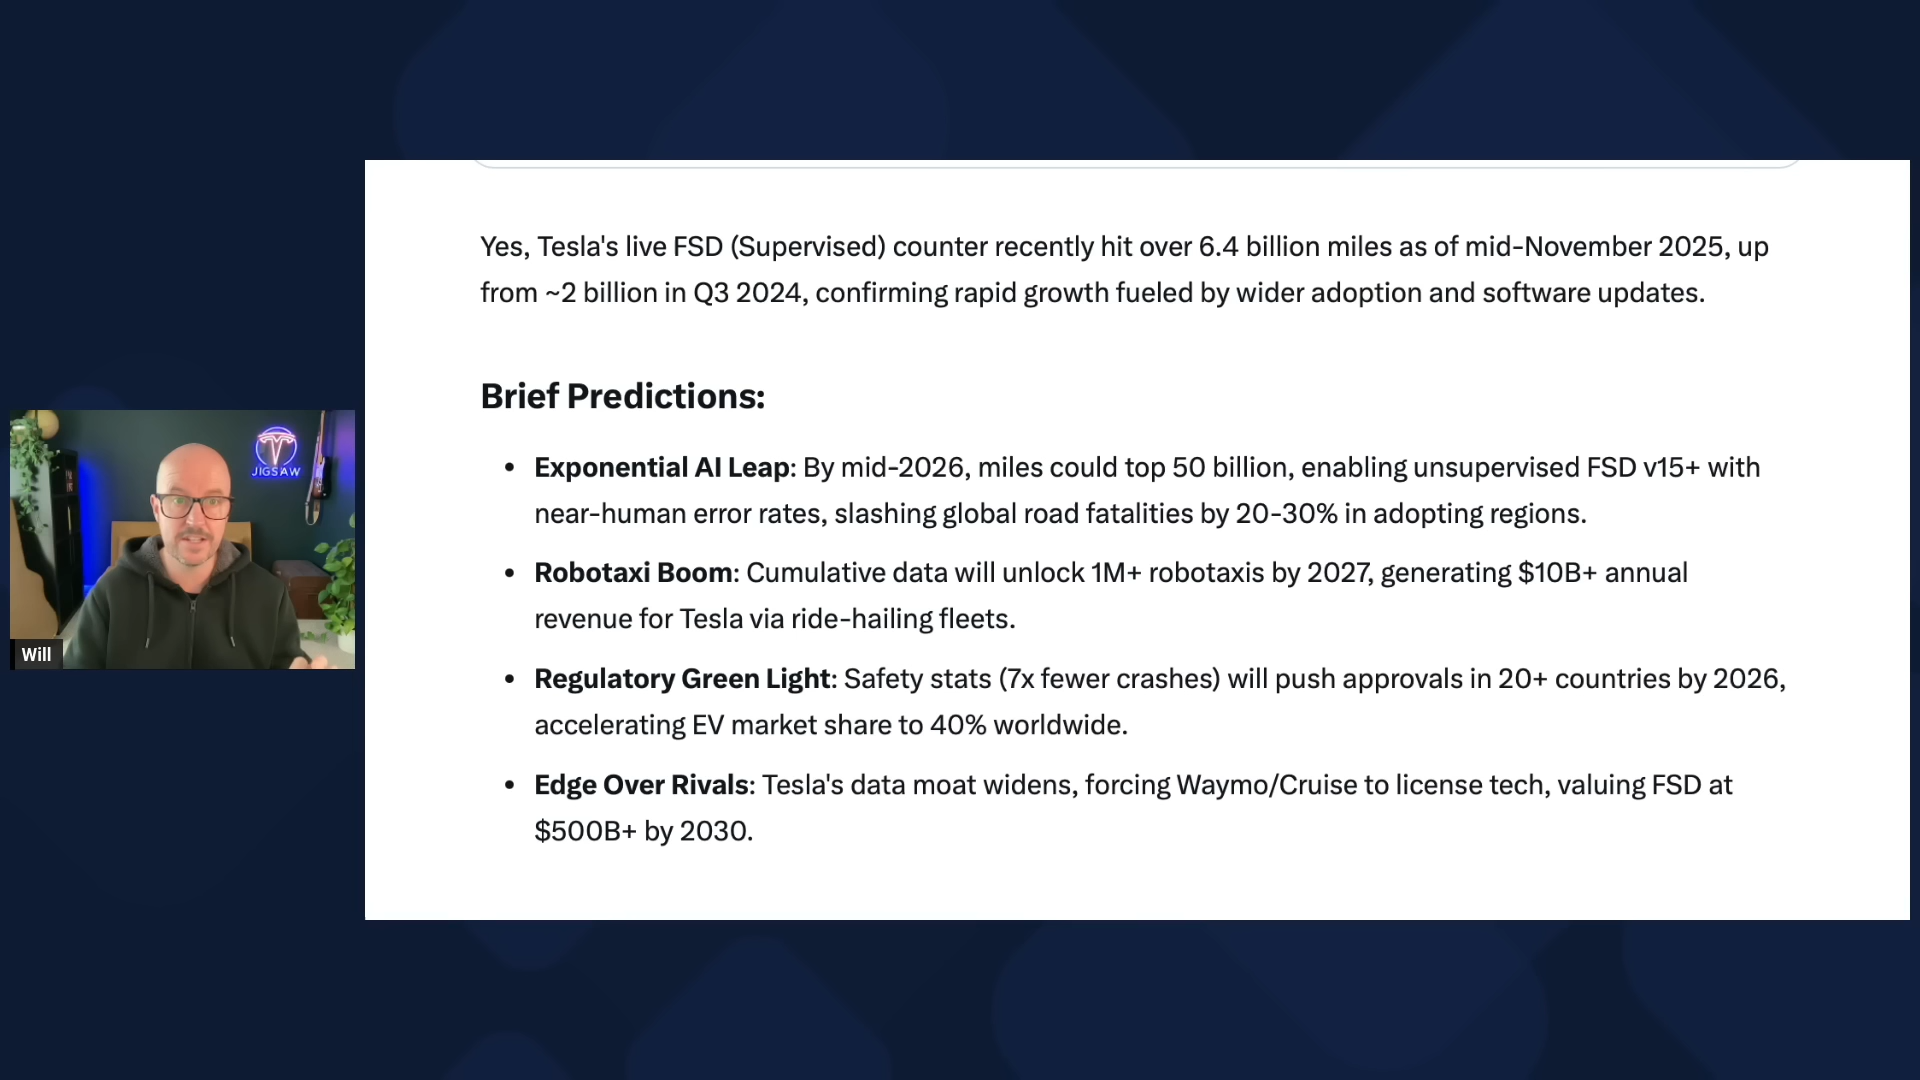 Yes, Tesla's live FSD (Supervised) counter recently hit over 6.4 billion miles as of mid-November 2025, up
from ~2 billion in Q3 2024, confirming rapid growth fueled by wider adoption and software updates.
Brief Predictions:
• Exponential AI Leap: By mid-2026, miles could top 50 billion, enabling unsupervised FSD v15+ with
near-human error rates, slashing global road fatalities by 20-30% in adopting regions.
• Robotaxi Boom: Cumulative data will unlock 1M+ robotaxis by 2027, generating $10B+ annual
revenue for Tesla via ride-hailing fleets.
• Regulatory Green Light: Safety stats (7x fewer crashes) will push approvals in 20+ countries by 2026,
accelerating EV market share to 40% worldwide.
• Edge Over Rivals: Tesla's data moat widens, forcing Waymo/Cruise to license tech, valuing FSD at
$500B+ by 2030.
JIGSAW
Will